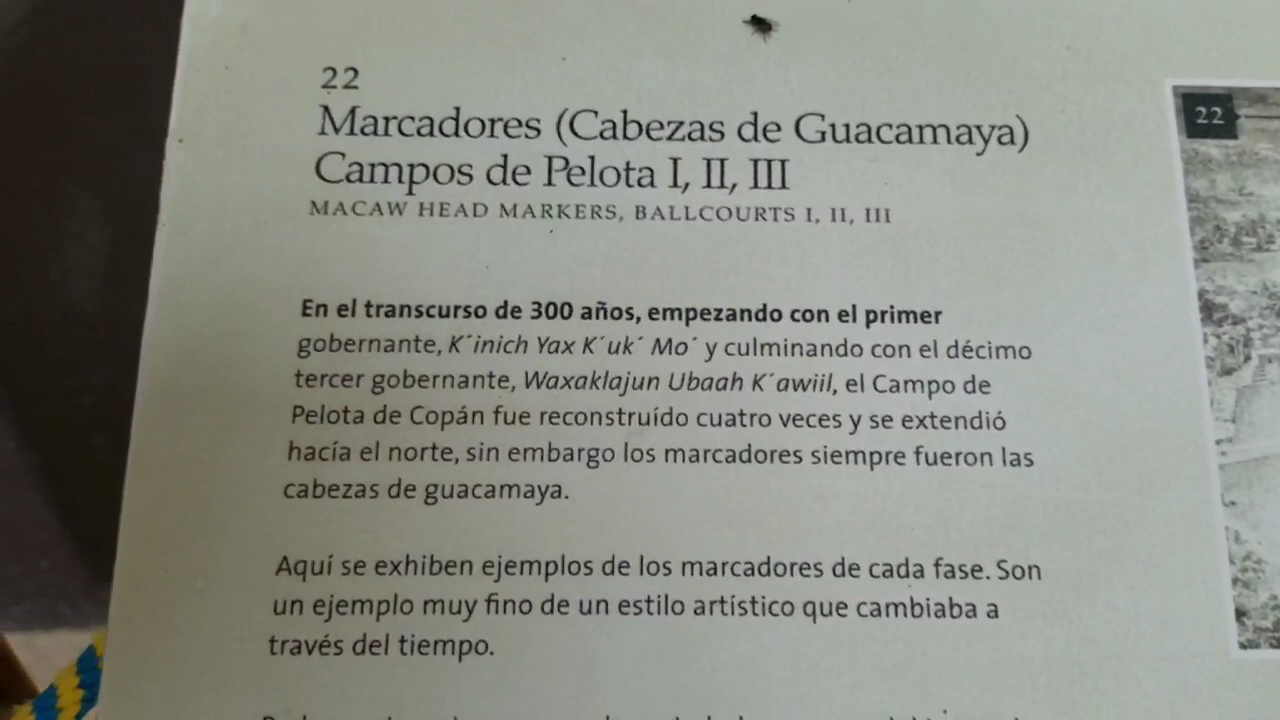 22
Marcadores (Cabezas de Guacamaya)
Campos de Pelota I, II, III
MACAW HEAD MARKERS, BALLCOURTS I, II, III
En el transcurso de 300 años, empezando con el primer
gobernante, K´inich Yax K´uk´ Mo´ y culminando con el décimo
tercer gobernante, Waxaklajun Ubaah K´awiil, el Campo de
Pelota de Copán fue reconstruído cuatro veces y se extendió
hacía el norte, sin embargo los marcadores siempre fueron las
cabezas de guacamaya.
Aquí se exhiben ejemplos de los marcadores de cada fase. Son
un ejemplo muy fino de un estilo artístico que cambiaba a
través del tiempo.
22